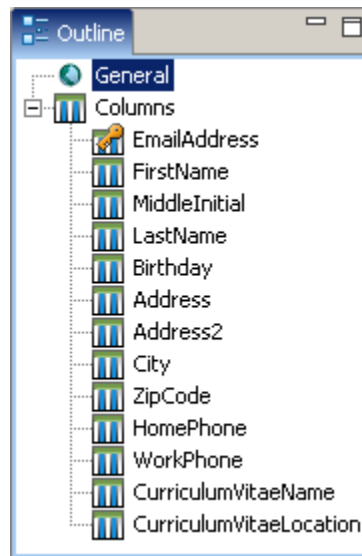 Outline
General
Columns
EmailAddress
FirstName
MiddleInitial
LastName
Birthday
Address
Address2
City
ZipCode
HomePhone
WorkPhone
CurriculumVitaeName
CurriculumVitaeLocation